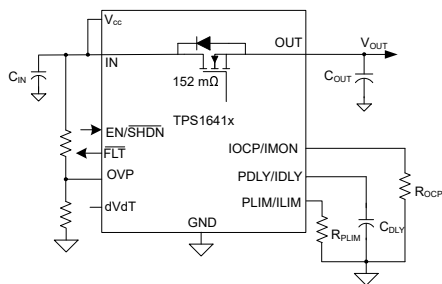 Vcc
IN
OUT
VOUT
CIN
COUT
152 mΩ
TPS1641x
EN/SHDN
FLT
OVP
dVdT
GND
IOCP/IMON
PDLY/IDLY
PLIM/ILIM
ROCP
RPLIM
CDLY